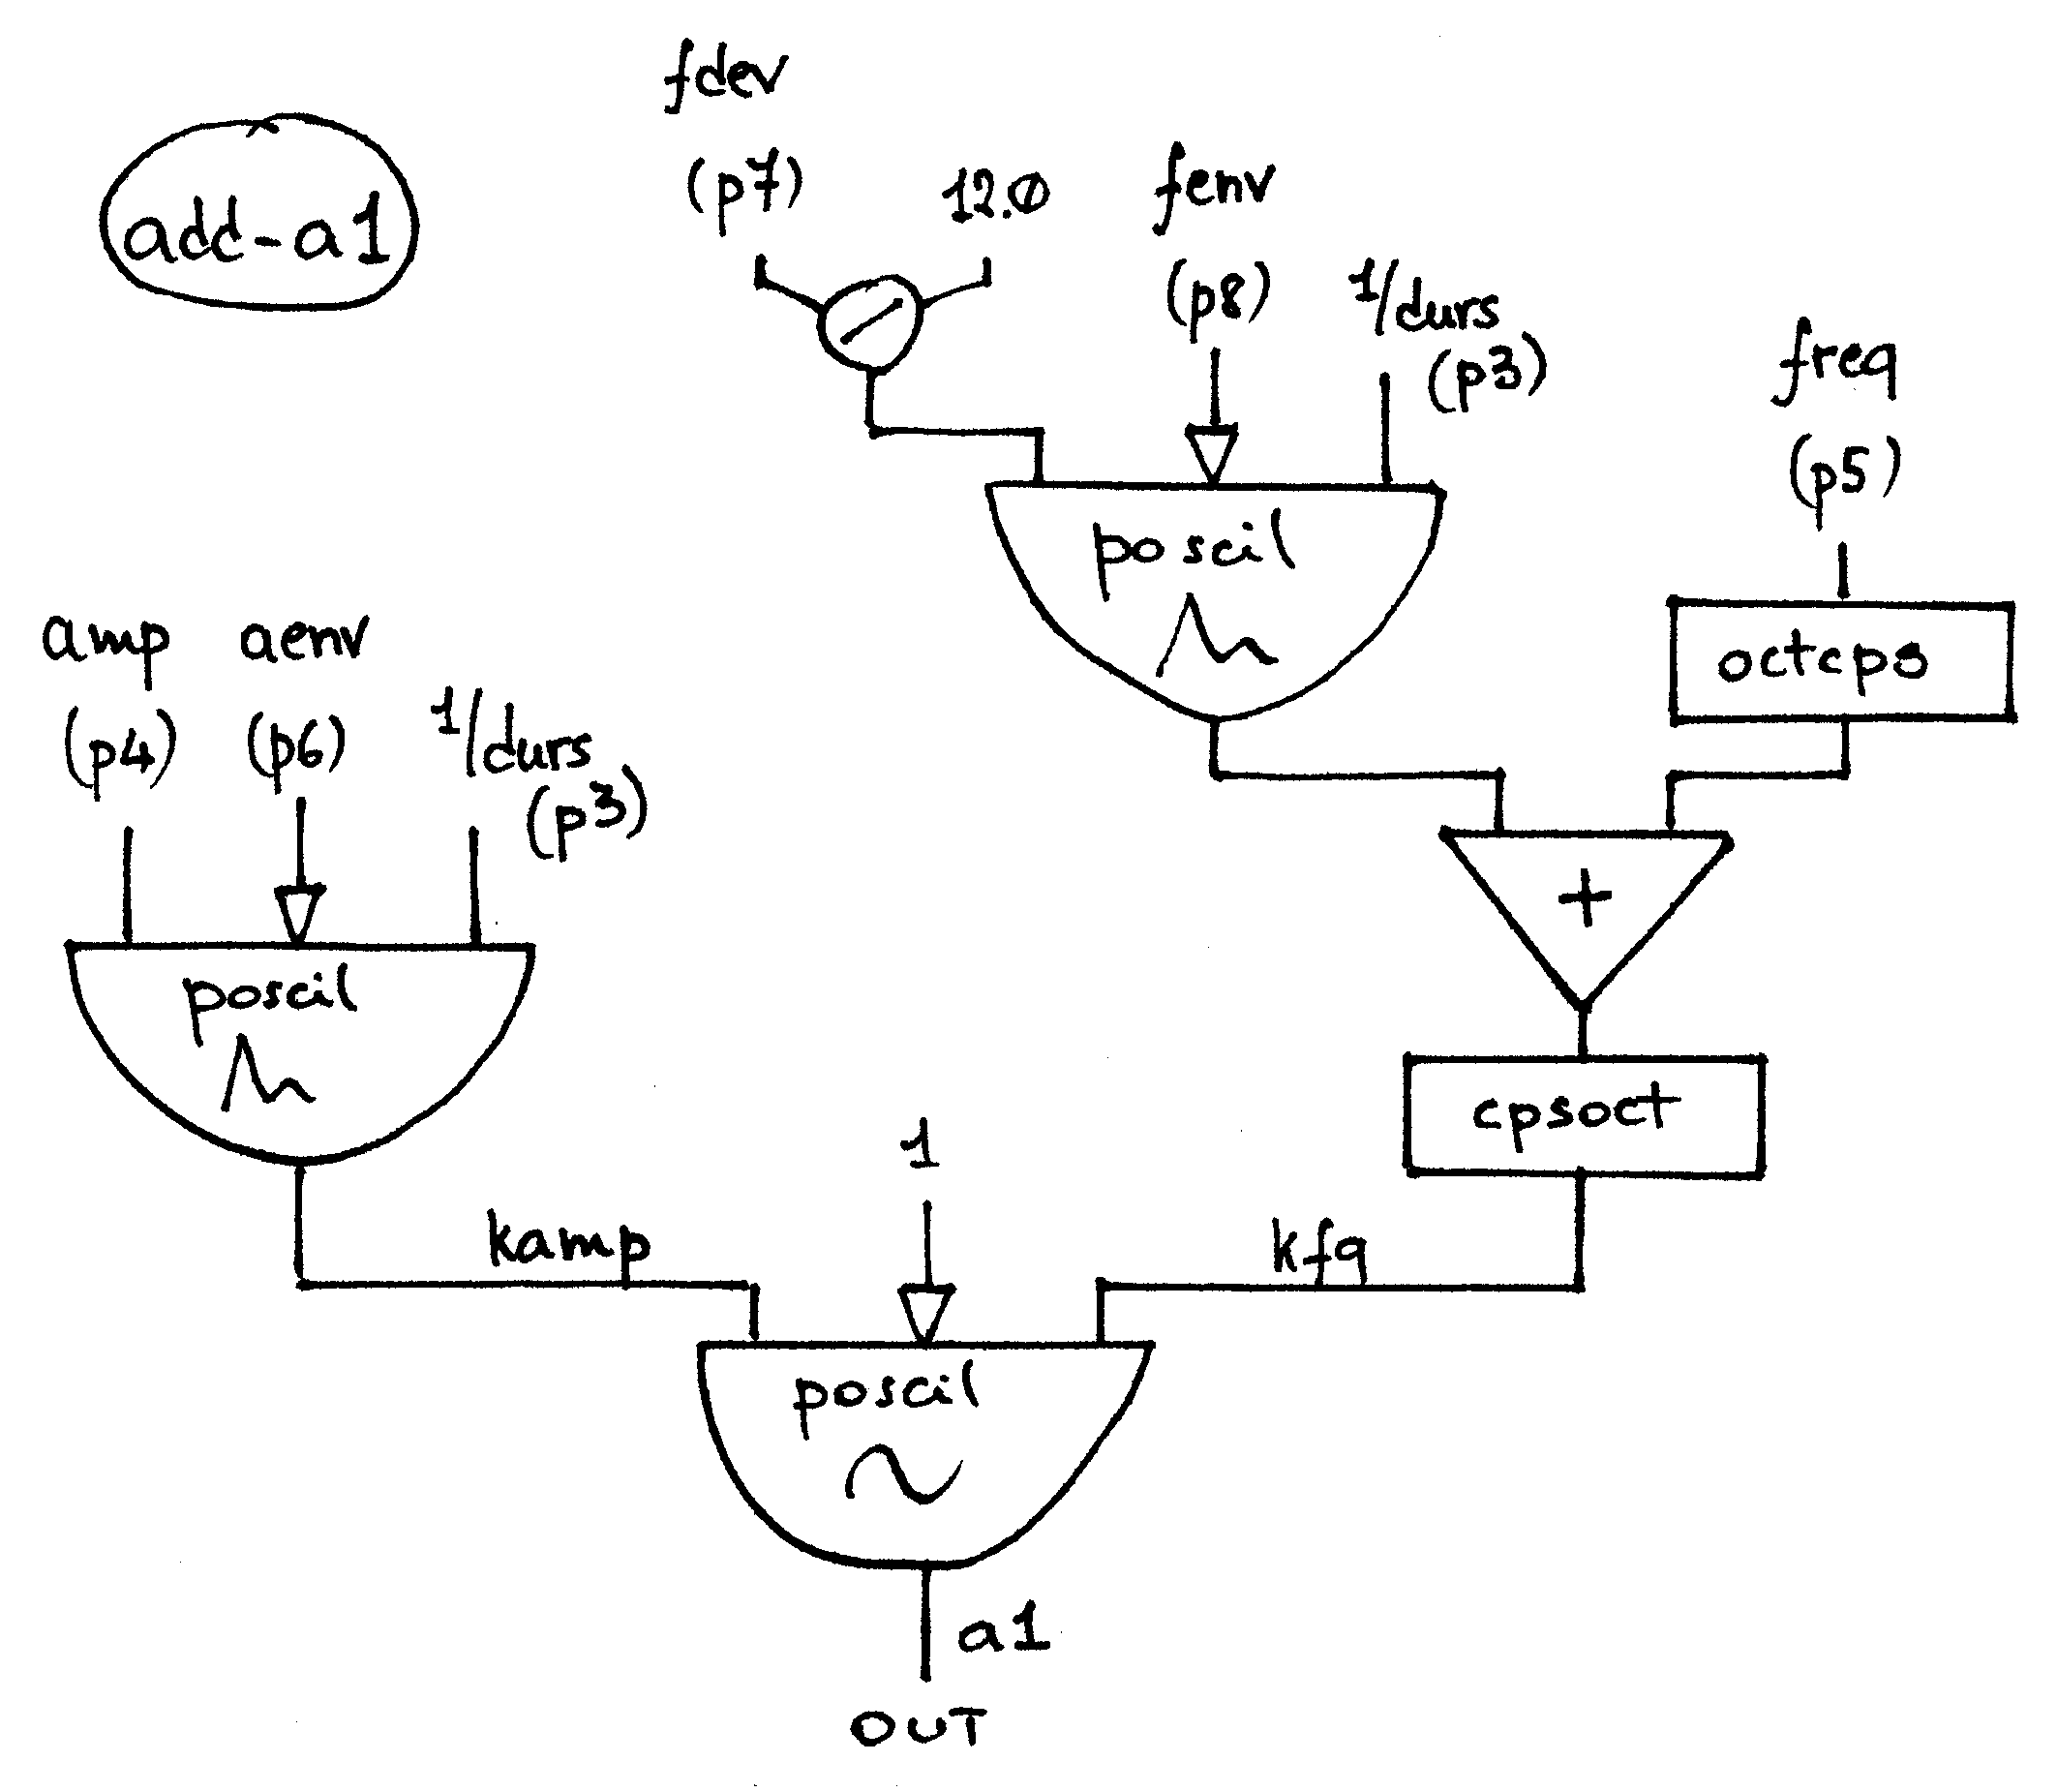 add-a1
fdev
(p7)
12.0
/
fenv
(p8)
1/durs
(p3)
poscil
freq
(p5)
octcps
+
cpsoct
kfq
amp
(p4)
aenv
(p6)
1/durs
(p3)
poscil
kamp
1
poscil
a1
OUT